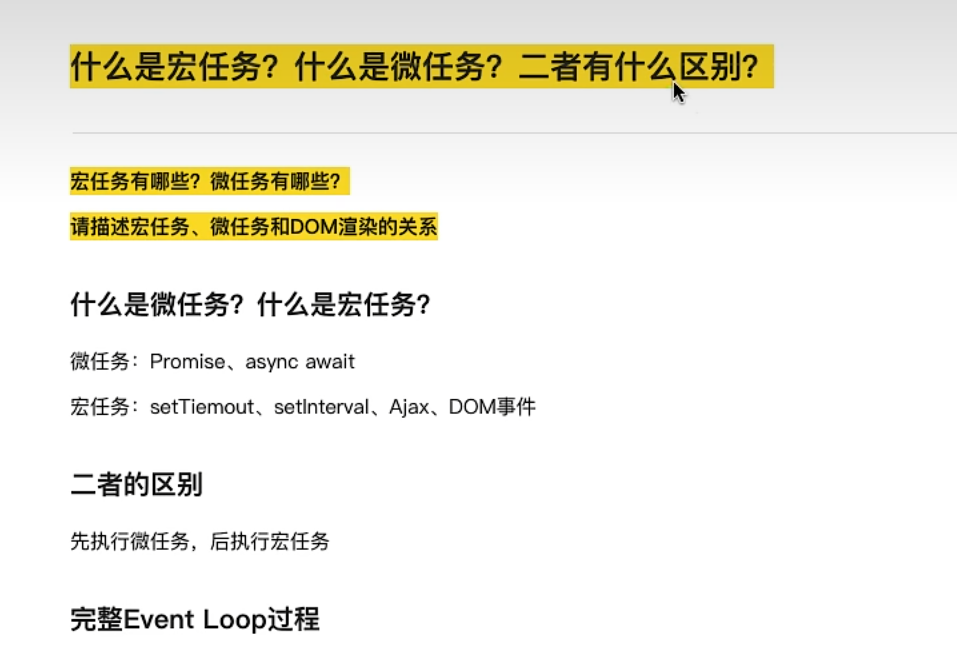 什么是宏任务？什么是微任务？二者有什么区别？
宏任务有哪些？微任务有哪些？
请描述宏任务、微任务和DOM渲染的关系
什么是微任务？什么是宏任务？
微任务：Promise、async await
宏任务：setTiemout、setInterval、Ajax、DOM事件
二者的区别
先执行微任务，后执行宏任务
完整Event Loop过程